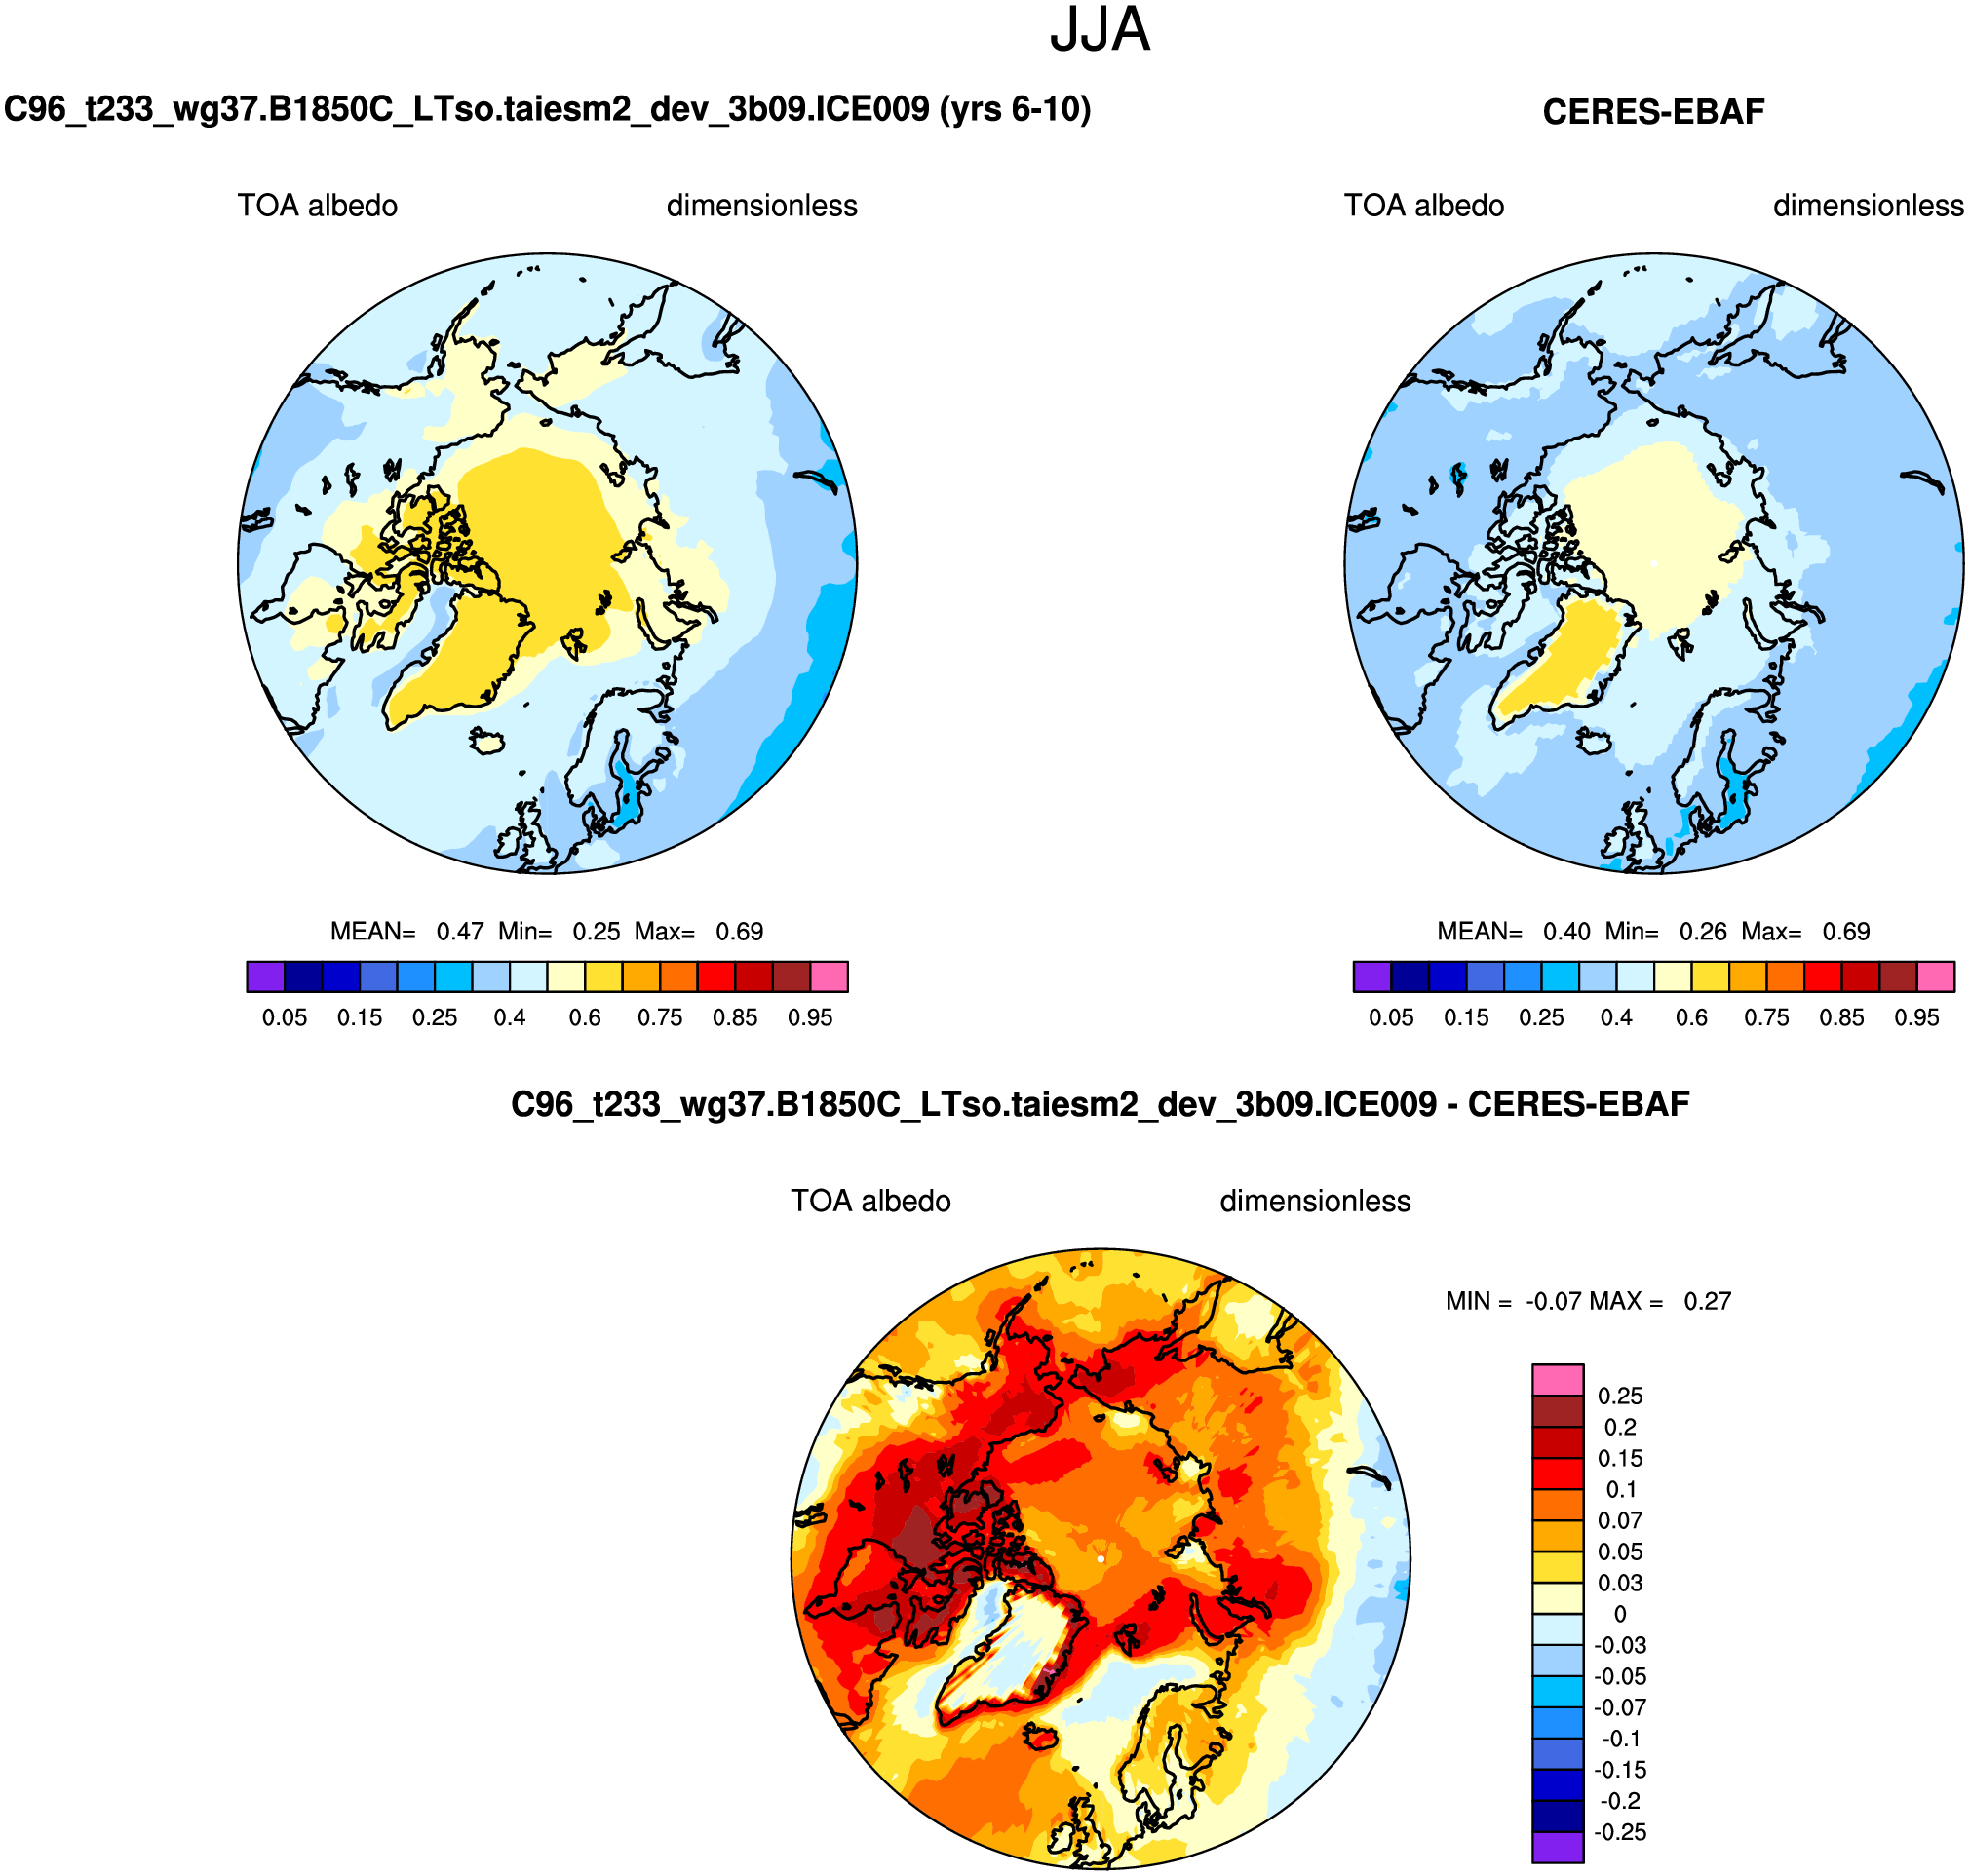 JJA
C96_t233_wg37.B1850C_LTso.taiesm2_dev_3b09.ICE009 (yrs 6-10)
CERES-EBAF
TOA albedo dimensionless
TOA albedo dimensionless
MEAN= 0.47 Min= 0.25 Max= 0.69
MEAN= 0.40 Min= 0.26 Max= 0.69
0.05 0.15 0.25 0.4 0.6 0.75 0.85 0.95
0.05 0.15 0.25 0.4 0.6 0.75 0.85 0.95
C96_t233_wg37.B1850C_LTso.taiesm2_dev_3b09.ICE009 - CERES-EBAF
TOA albedo dimensionless
MIN = -0.07 MAX = 0.27
0.25
0.2
0.15
0.1
0.07
0.05
0.03
0
-0.03
-0.05
-0.07
-0.1
-0.15
-0.2
-0.25